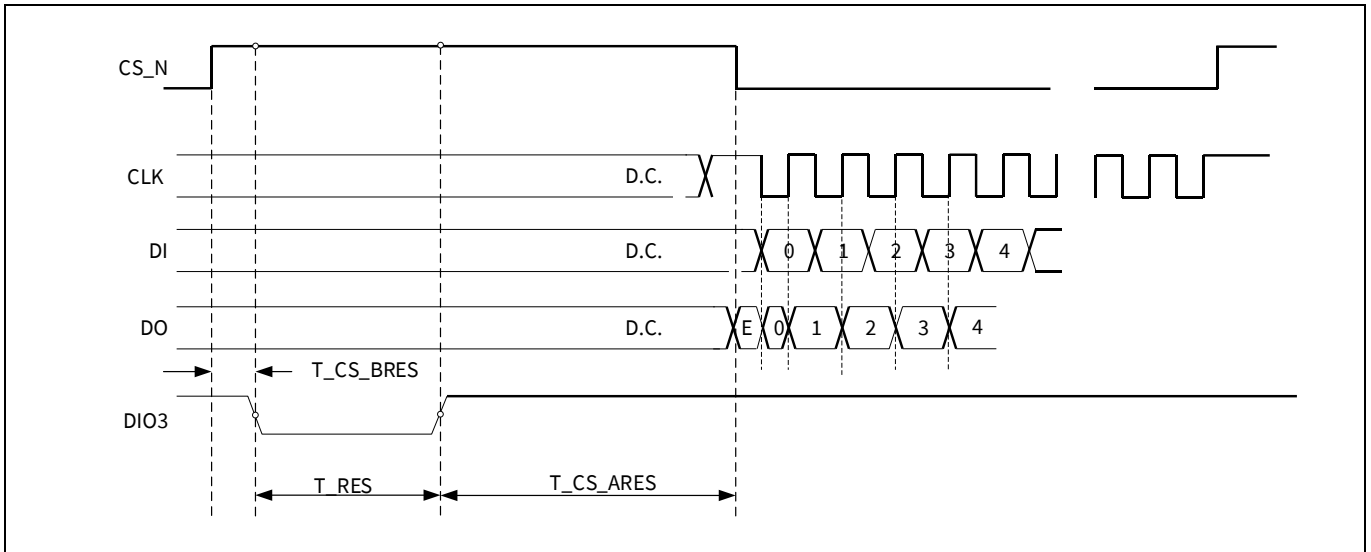 CS_N
CLK D.C.
DI D.C. 0 1 2 3 4
DO D.C. E 0 1 2 3 4
T_CS_BRES
DIO3
T_RES T_CS_ARES